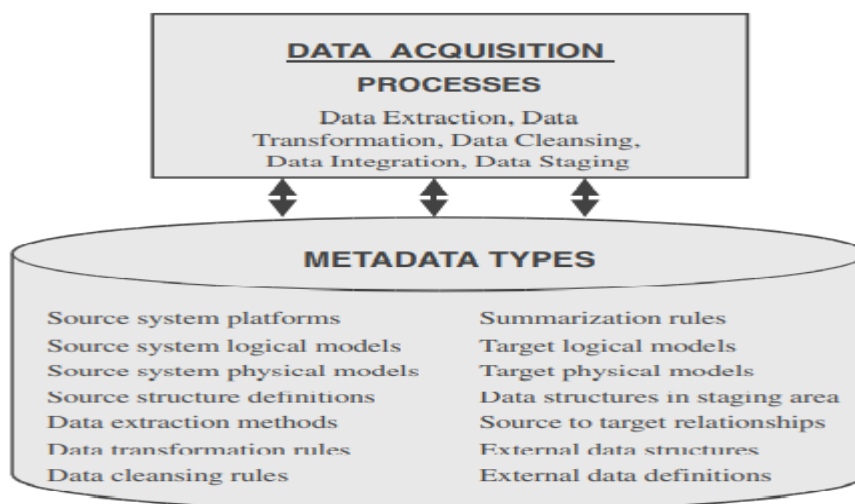 DATA ACQUISITION
PROCESSES
Data Extraction, Data
Transformation, Data Cleansing,
Data Integration, Data Staging
METADATA TYPES
Source system platforms
Source system logical models
Source system physical models
Source structure definitions
Data extraction methods
Data transformation rules
Data cleansing rules
Summarization rules
Target logical models
Target physical models
Data structures in staging area
Source to target relationships
External data structures
External data definitions